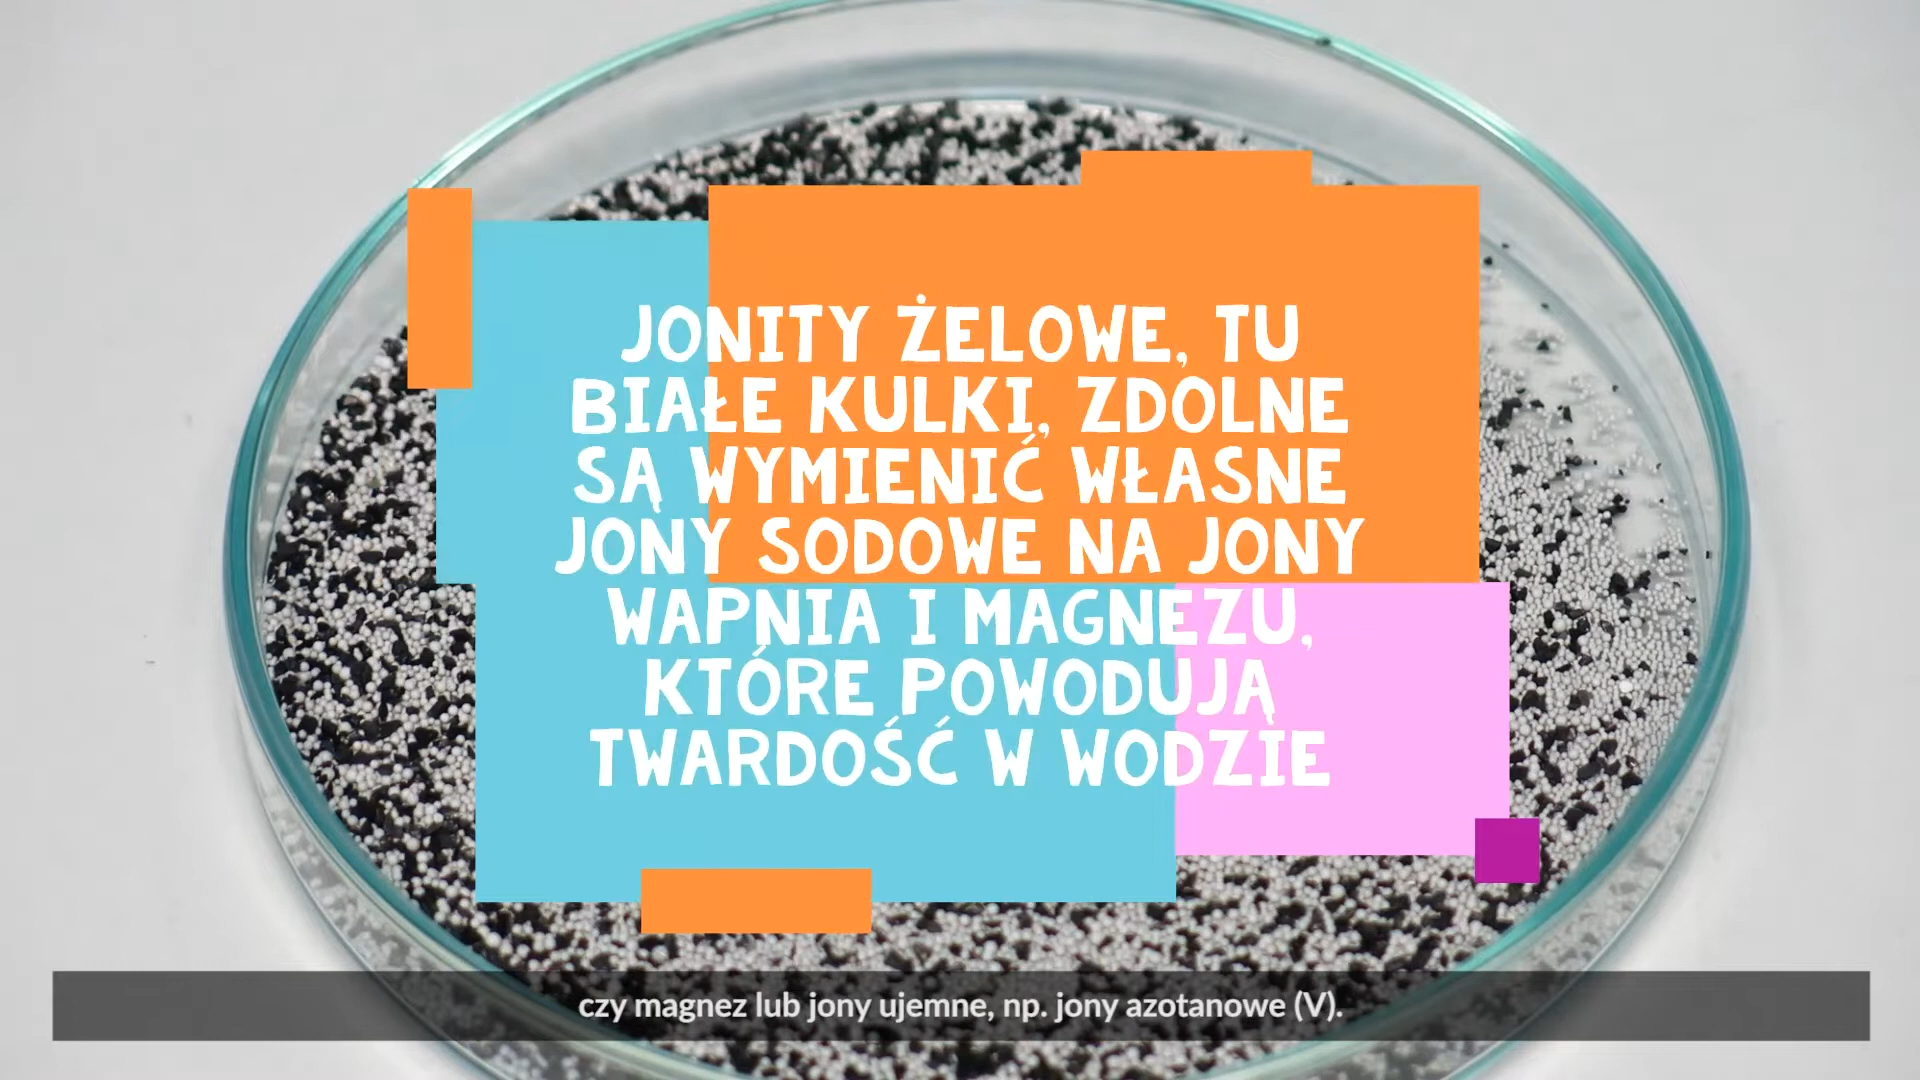 JONITY ŻELOWE, TU
BIAŁE KULKI, ZDOLNE
SĄ WYMIENIĆ WŁASNE
JONY SODOWE NA JONY
WAPNIA I MAGNEZU,
KTÓRE POWODUJĄ
TWARDOŚĆ W WODZIE
czy magnez lub jony ujemne, np. jony azotanowe (V).